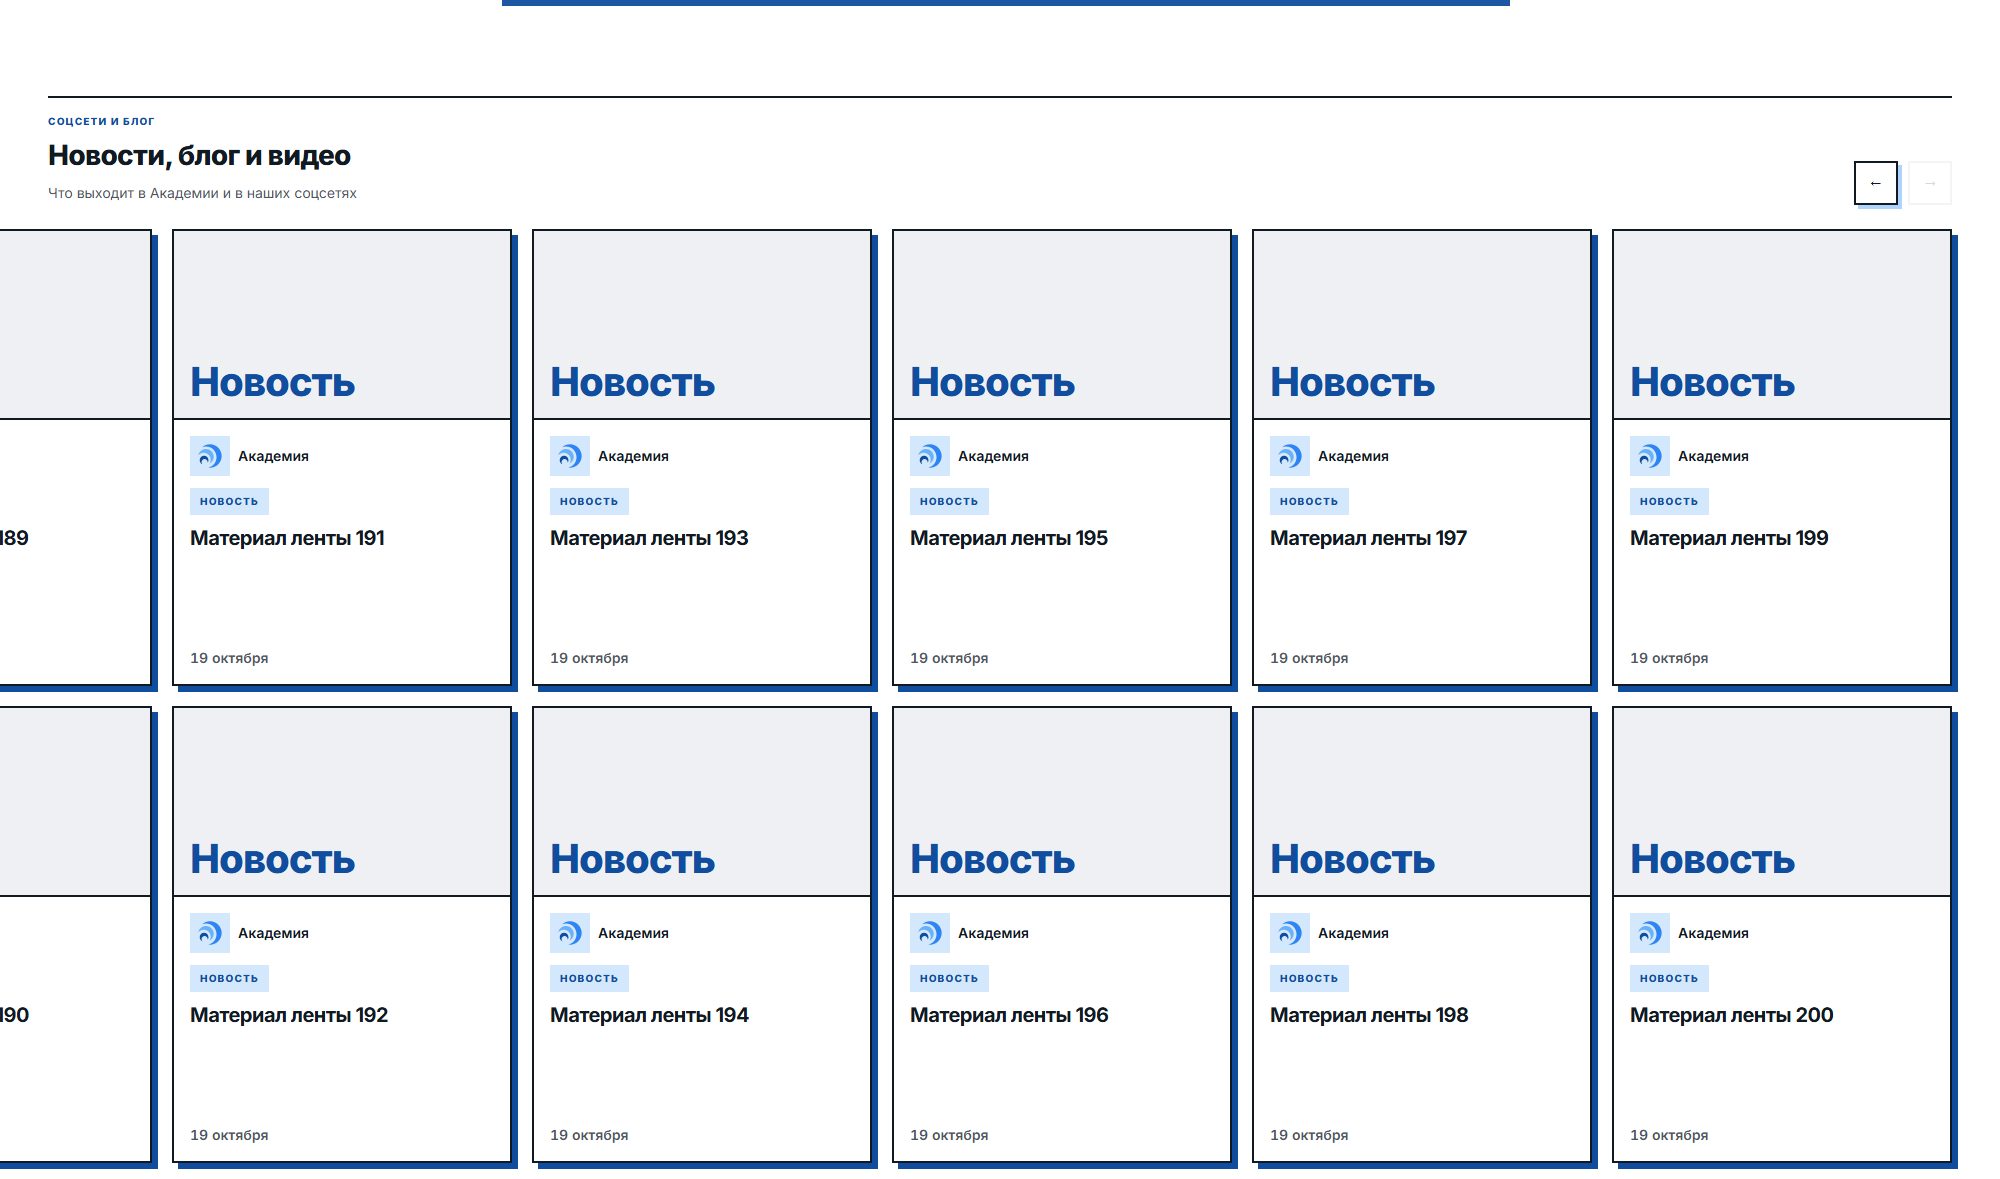 СОЦСЕТИ И БЛОГ
Новости, блог и видео
Что выходит в Академии и в наших соцсетях
← →
Новость Новость Новость Новость Новость
Академия Академия Академия Академия Академия
НОВОСТЬ НОВОСТЬ НОВОСТЬ НОВОСТЬ НОВОСТЬ
189 Материал ленты 191 Материал ленты 193 Материал ленты 195 Материал ленты 197 Материал ленты 199
19 октября 19 октября 19 октября 19 октября 19 октября
Новость Новость Новость Новость Новость
Академия Академия Академия Академия Академия
НОВОСТЬ НОВОСТЬ НОВОСТЬ НОВОСТЬ НОВОСТЬ
190 Материал ленты 192 Материал ленты 194 Материал ленты 196 Материал ленты 198 Материал ленты 200
19 октября 19 октября 19 октября 19 октября 19 октября